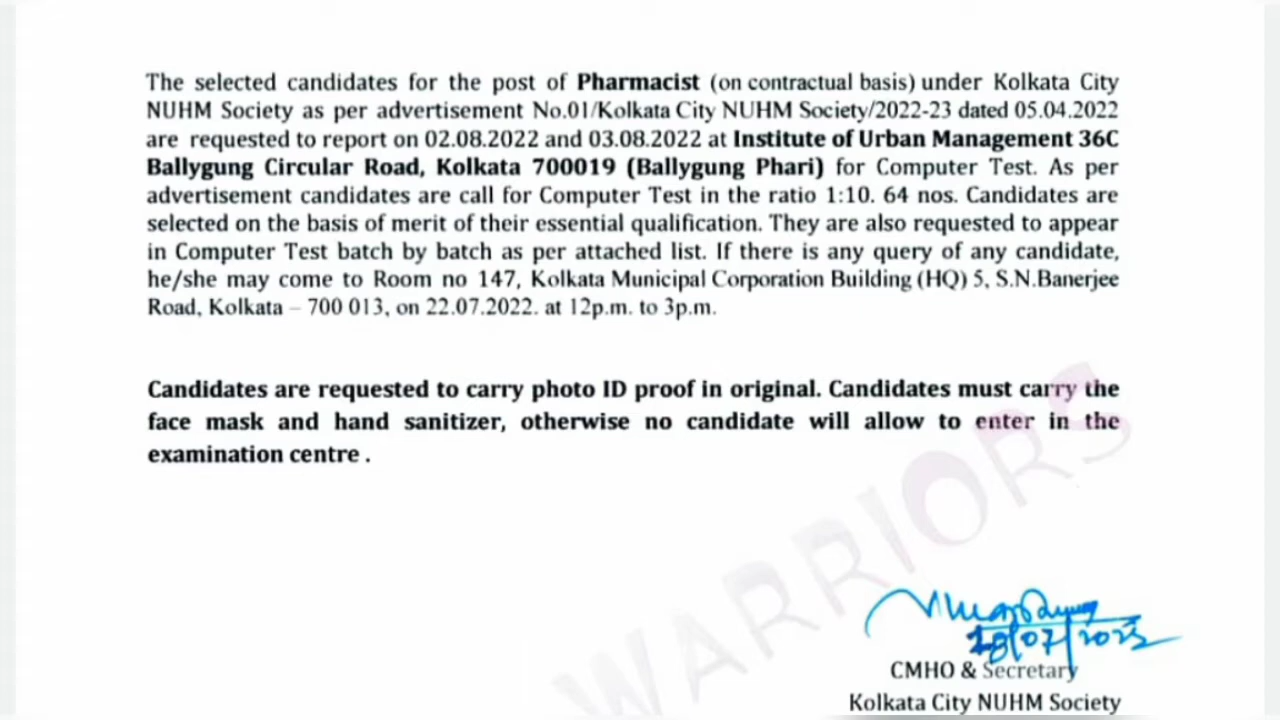 The selected candidates for the post of Pharmacist (on contractual basis) under Kolkata City
NUHM Society as per advertisement No.01/Kolkata City NUHM Society/2022-23 dated 05.04.2022
are requested to report on 02.08.2022 and 03.08.2022 at Institute of Urban Management 36C
Ballygung Circular Road, Kolkata 700019 (Ballygung Phari) for Computer Test. As per
advertisement candidates are call for Computer Test in the ratio 1:10. 64 nos. Candidates are
selected on the basis of merit of their essential qualification. They are also requested to appear
in Computer Test batch by batch as per attached list. If there is any query of any candidate,
he/she may come to Room no 147, Kolkata Municipal Corporation Building (HQ) 5, S.N.Banerjee
Road, Kolkata – 700 013, on 22.07.2022. at 12p.m. to 3p.m.
Candidates are requested to carry photo ID proof in original. Candidates must carry the
face mask and hand sanitizer, otherwise no candidate will allow to enter in the
examination centre .
WARRIORS
CMHO & Secretary
Kolkata City NUHM Society